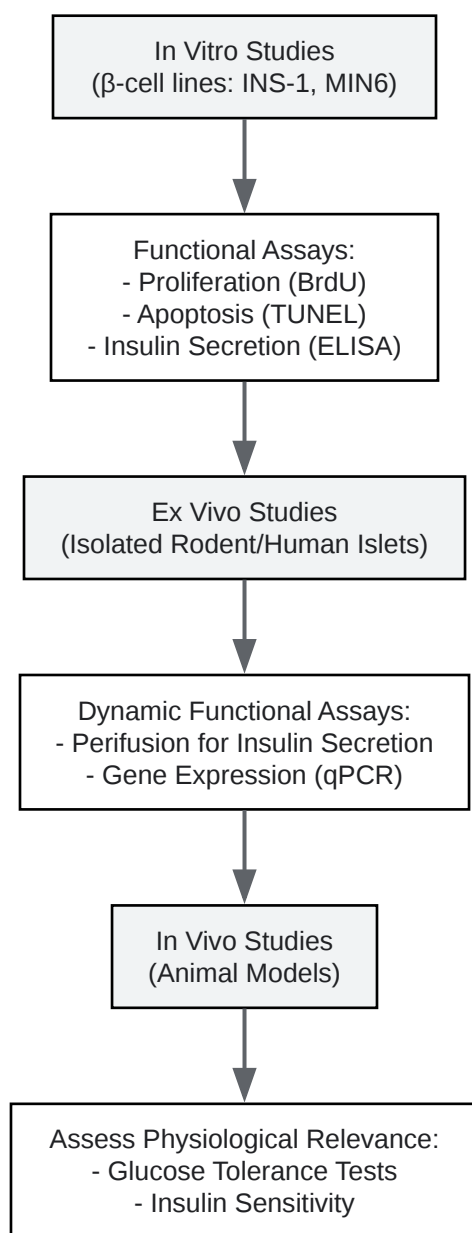 In Vitro Studies
(β-cell lines: INS-1, MIN6)
Functional Assays:
- Proliferation (BrdU)
- Apoptosis (TUNEL)
- Insulin Secretion (ELISA)
Ex Vivo Studies
(Isolated Rodent/Human Islets)
Dynamic Functional Assays:
- Perifusion for Insulin Secretion
- Gene Expression (qPCR)
In Vivo Studies
(Animal Models)
Assess Physiological Relevance:
- Glucose Tolerance Tests
- Insulin Sensitivity